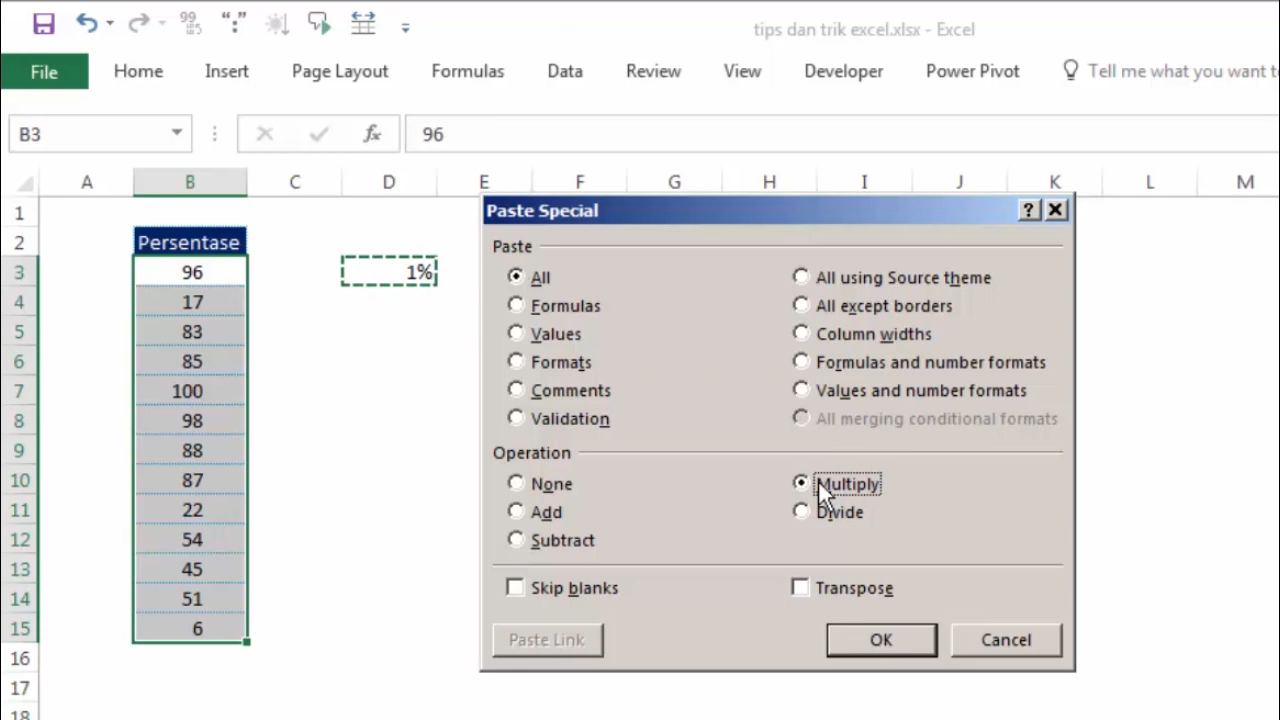 tips dan trik excel.xlsx - Excel
File Home Insert Page Layout Formulas Data Review View Developer Power Pivot Tell me what you want to
B3 fx 96
A B C D E F G H I J K L M
1
2 Persentase
3 96 1%
4 17
5 83
6 85
7 100
8 98
9 88
10 87
11 22
12 54
13 45
14 51
15 6
16
17
18
Paste Special ?
Paste
All All using Source theme
Formulas All except borders
Values Column widths
Formats Formulas and number formats
Comments Values and number formats
Validation All merging conditional formats
Operation
None Multiply
Add Divide
Subtract
Skip blanks Transpose
Paste Link OK Cancel